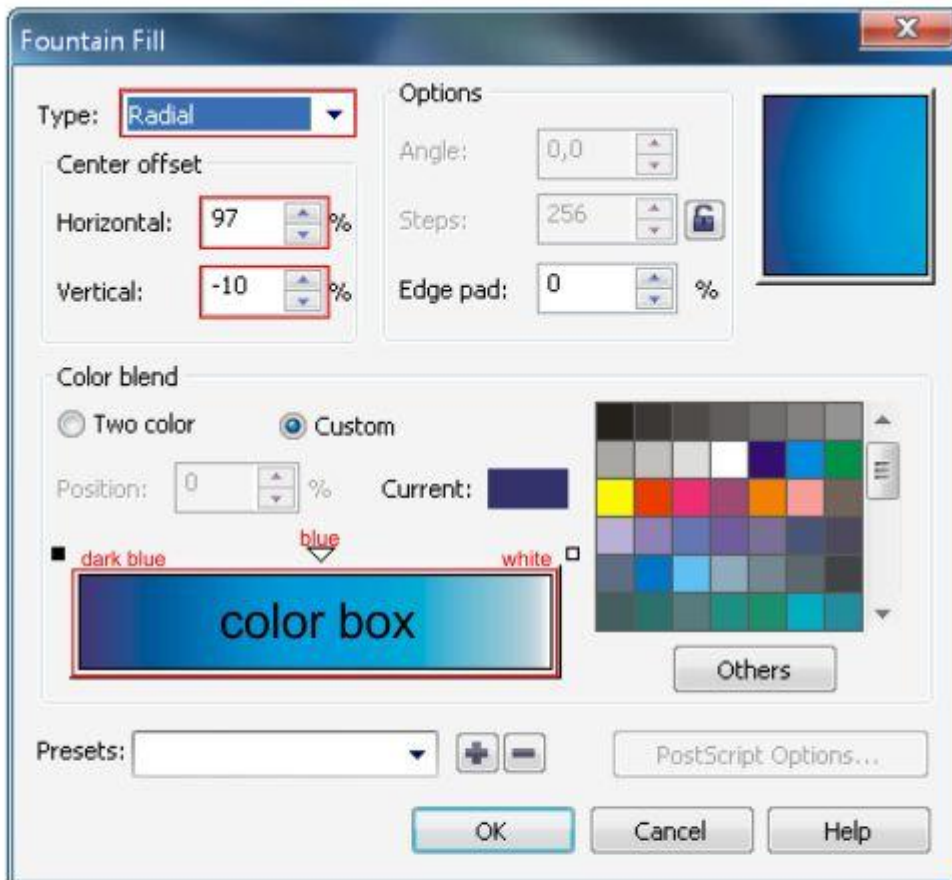 Fountain Fill
Type: Radial
Options
Center offset
Angle: 0,0
Horizontal: 97 %
Steps: 256
Vertical: -10 %
Edge pad: 0 %
Color blend
Two color Custom
Position: 0 % Current:
dark blue blue white
color box
Others
Presets:
PostScript Options...
OK Cancel Help